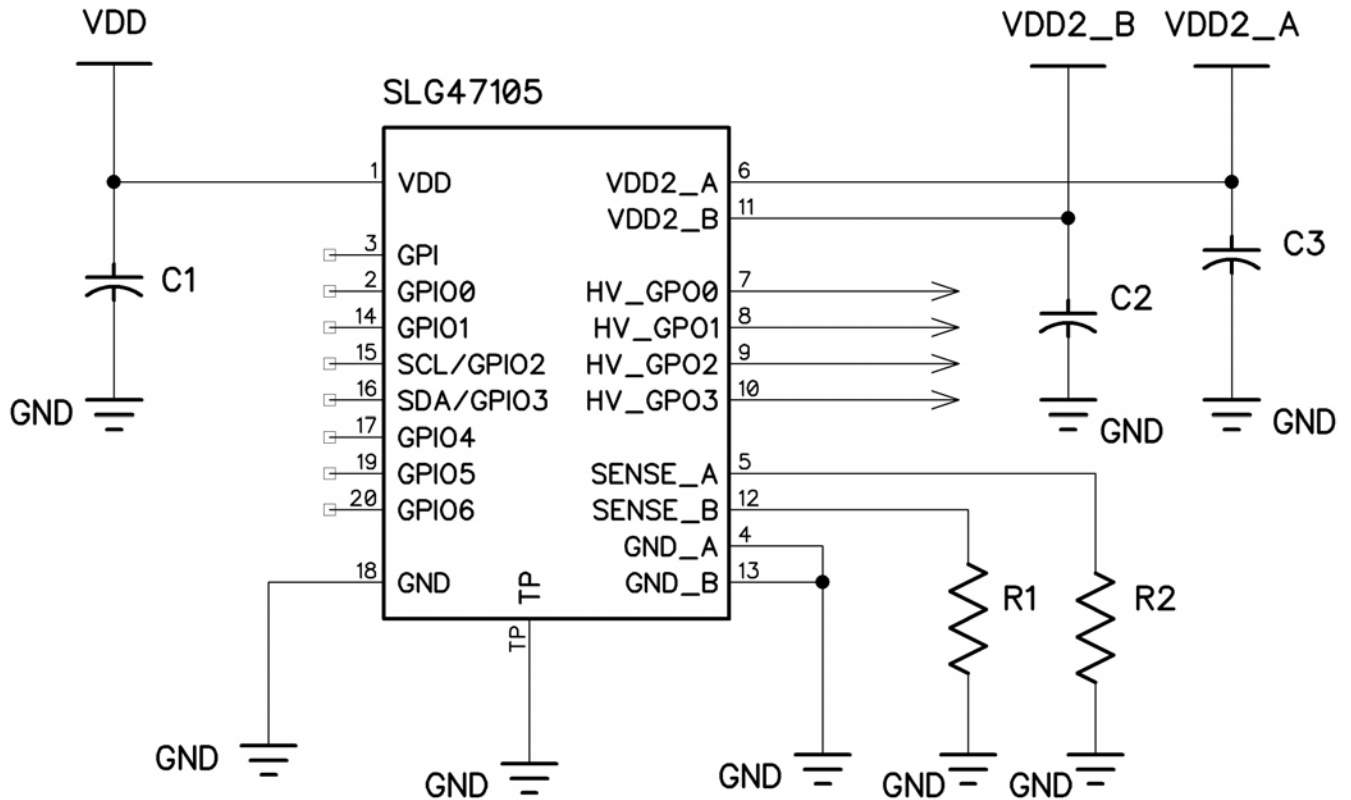 VDD
VDD2_B VDD2_A
SLG47105
1 VDD VDD2_A 6
VDD2_B 11
3 GPI
2 GPIO0 HV_GPO0 7
14 GPIO1 HV_GPO1 8
15 SCL/GPIO2 HV_GPO2 9
16 SDA/GPIO3 HV_GPO3 10
17 GPIO4
19 GPIO5 SENSE_A 5
20 GPIO6 SENSE_B 12
GND_A 4
18 GND GND_B 13
TP
TP
C1
GND
C2
GND
C3
GND
R1
R2
GND
GND
GND
GND
GND